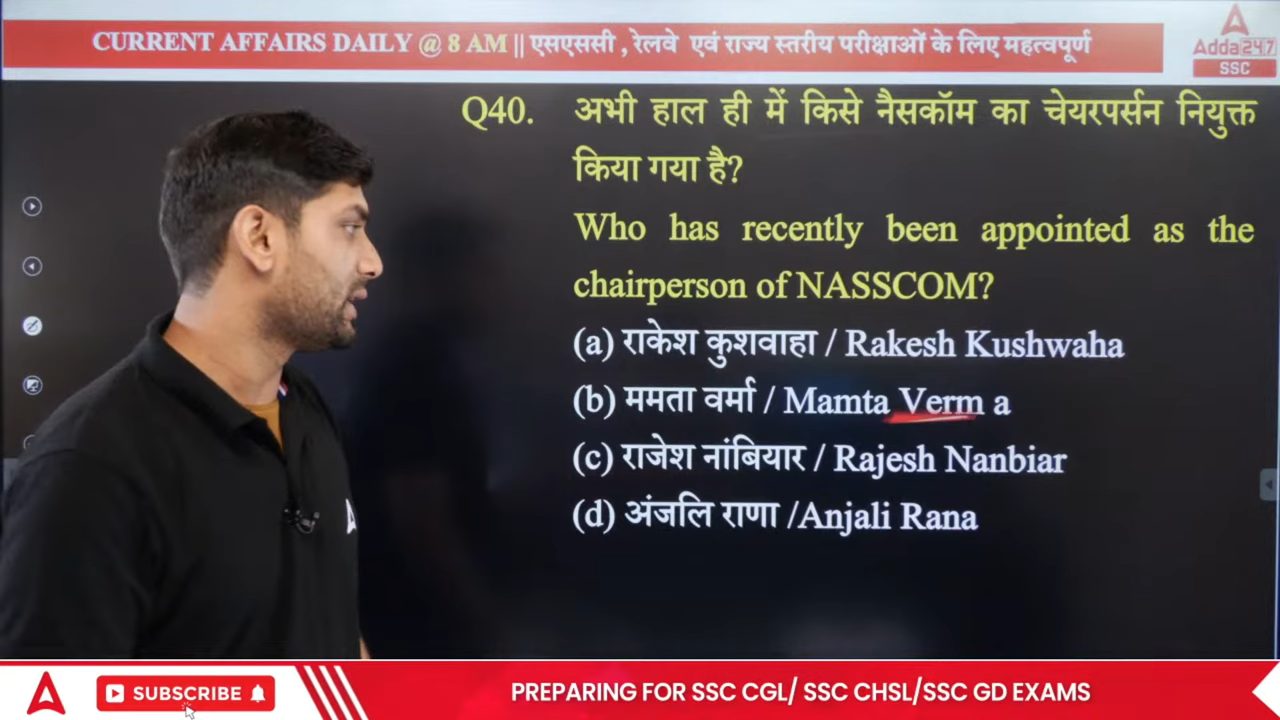 CURRENT AFFAIRS DAILY @ 8 AM || एसएससी , रेलवे एवं राज्य स्तरीय परीक्षाओं के लिए महत्वपूर्ण
Adda 247
SSC
Q40. अभी हाल ही में किसे नैसकॉम का चेयरपर्सन नियुक्त
किया गया है?
Who has recently been appointed as the
chairperson of NASSCOM?
(a) राकेश कुशवाहा / Rakesh Kushwaha
(b) ममता वर्मा / Mamta Verm a
(c) राजेश नांबियार / Rajesh Nanbiar
(d) अंजलि राणा /Anjali Rana
SUBSCRIBE
PREPARING FOR SSC CGL/ SSC CHSL/SSC GD EXAMS